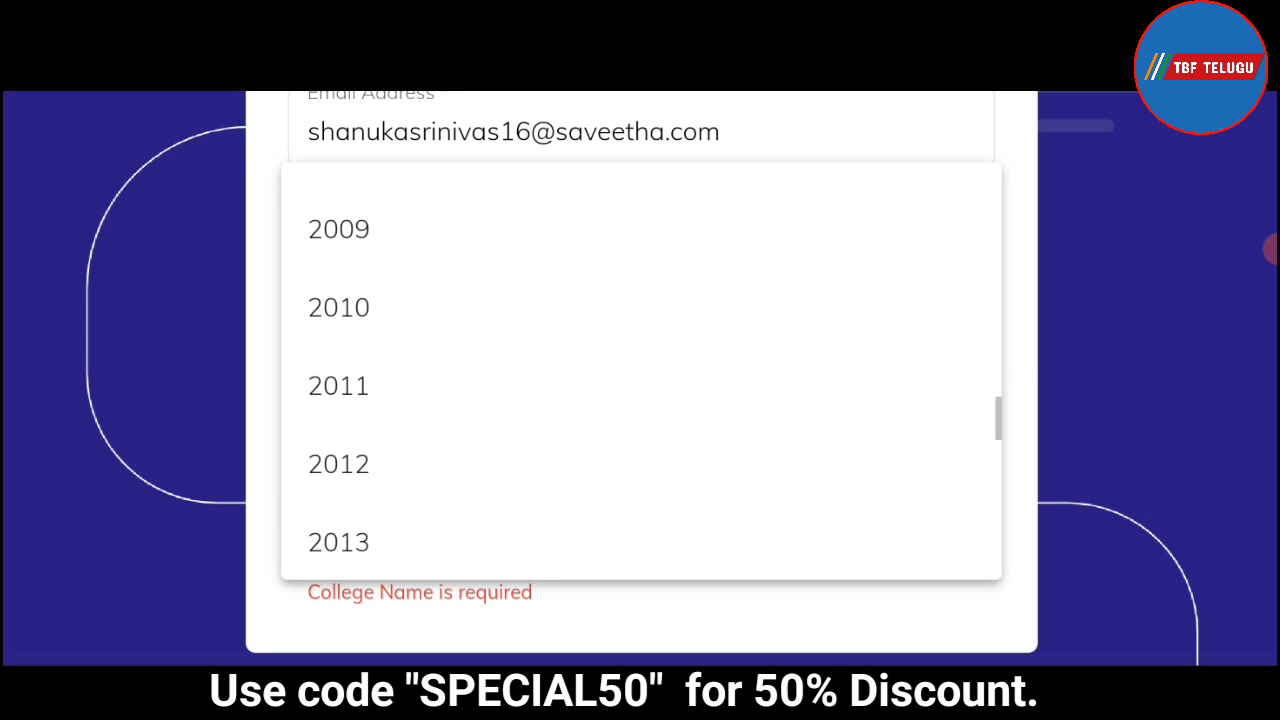 TBF TELUGU
Email Address *
shanukasrinivas16@saveetha.com
2009
2010
2011
2012
2013
College Name is required
Use code "SPECIAL50" for 50% Discount.